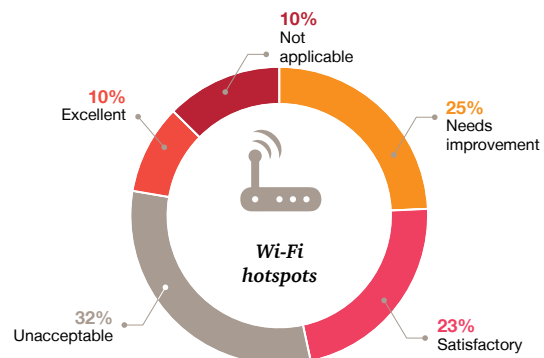 10%
Not
applicable
25%
Needs
improvement
23%
Satisfactory
32%
Unacceptable
10%
Excellent
Wi-Fi
hotspots